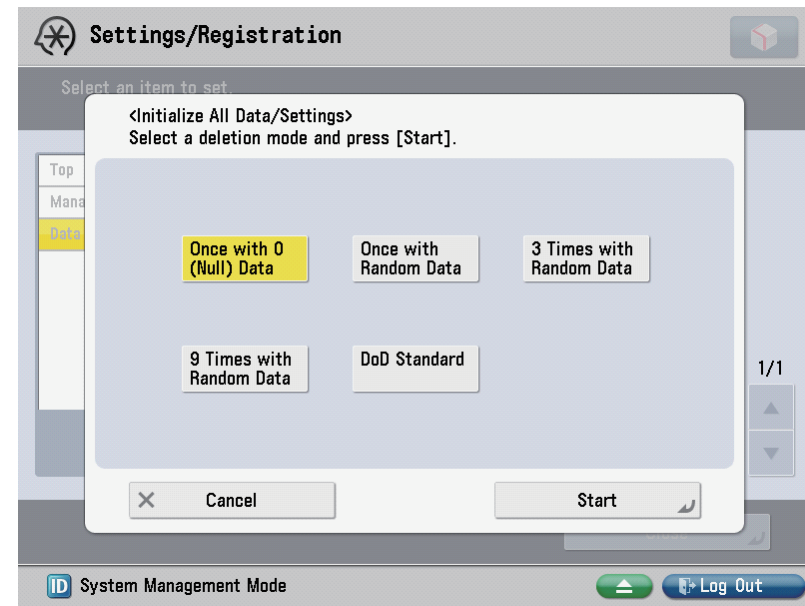 Settings/Registration
Select an item to set.
<Initialize All Data/Settings>
Select a deletion mode and press [Start].
Top
Mana
Data
Once with 0
(Null) Data
Once with
Random Data
3 Times with
Random Data
9 Times with
Random Data
DoD Standard
1/1
Cancel
Start
Close
ID System Management Mode
Log Out